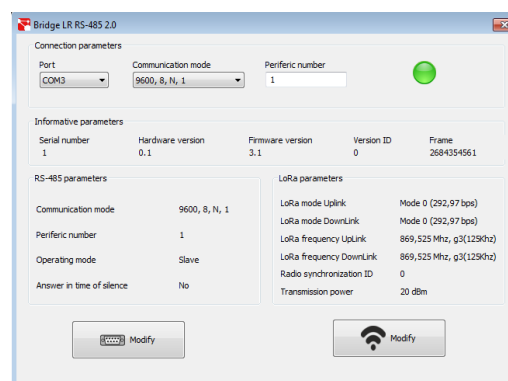 Bridge LR RS-485 2.0
Connection parameters
Port Communication mode Periferic number
COM3 9600, 8, N, 1 1
Informative parameters
Serial number Hardware version Firmware version Version ID Frame
1 0.1 3.1 0 2684354561
RS-485 parameters
Communication mode 9600, 8, N, 1
Periferic number 1
Operating mode Slave
Answer in time of silence No
Modify
LoRa parameters
LoRa mode Uplink Mode 0 (292,97 bps)
LoRa mode DownLink Mode 0 (292,97 bps)
LoRa frequency UpLink 869,525 Mhz, g3(125Khz)
LoRa frequency DownLink 869,525 Mhz, g3(125Khz)
Radio synchronization ID 0
Transmission power 20 dBm
Modify